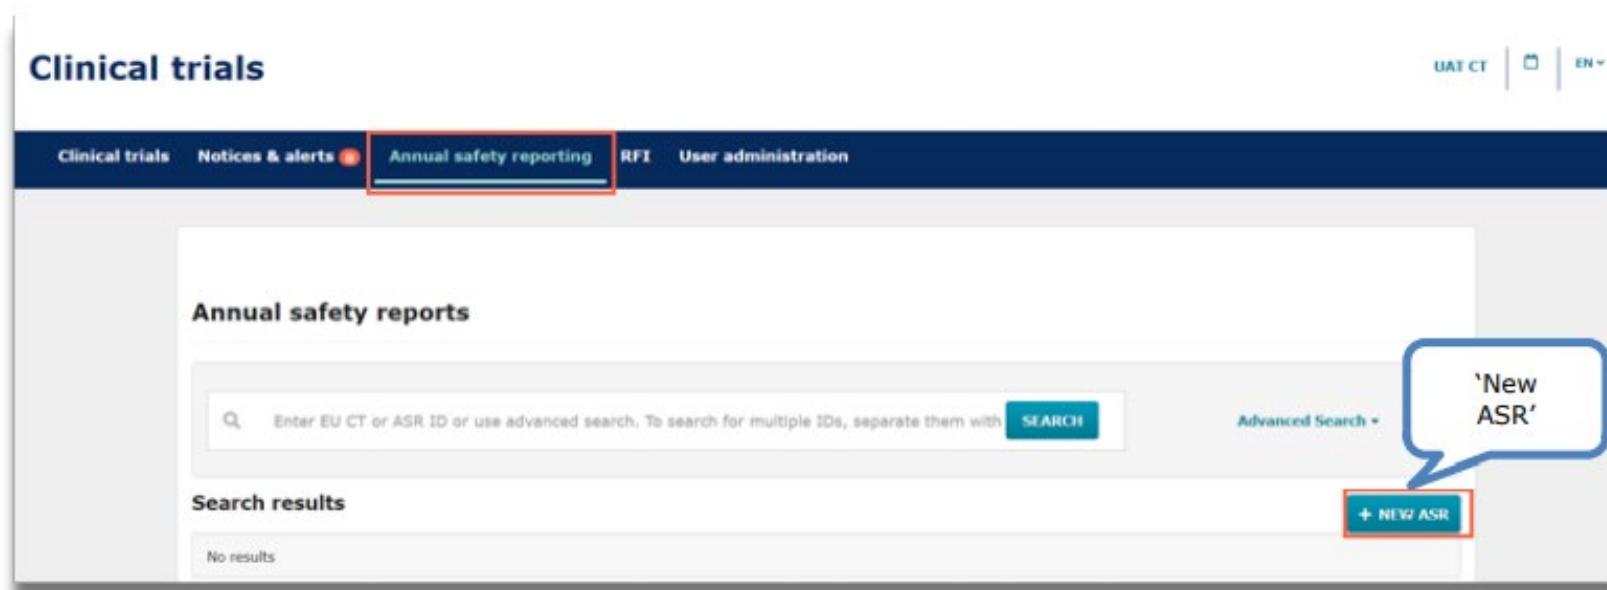 Clinical trials
UAT CT EN
Clinical trials Notices & alerts Annual safety reporting RFI User administration
Annual safety reports
Enter EU CT or ASR ID or use advanced search. To search for multiple IDs, separate them with SEARCH Advanced Search
‘New
ASR’
Search results
+ NEW ASR
No results